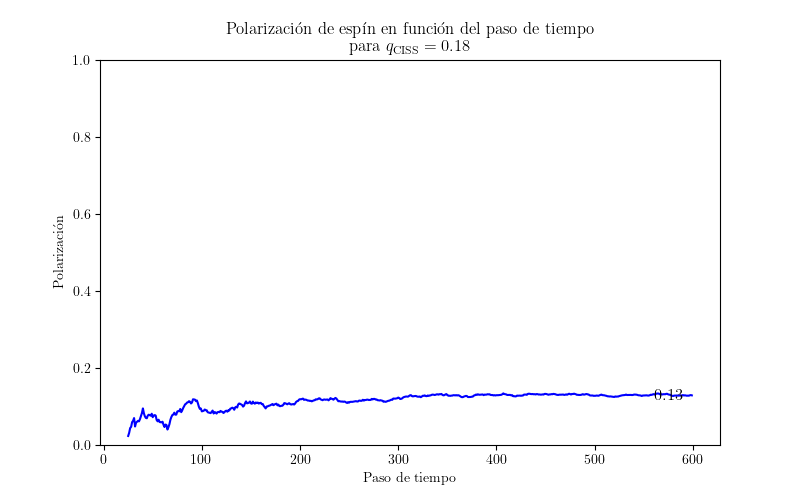 Polarización de espín en función del paso de tiempo
para q_CISS = 0.18
1.0
0.8
0.6
0.4
0.2
0.0
Polarización
0.13
0 100 200 300 400 500 600
Paso de tiempo